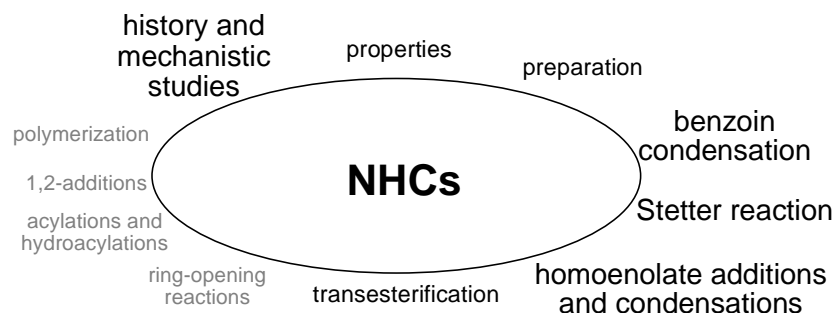 history and
mechanistic
studies
properties
preparation
polymerization
benzoin
condensation
1,2-additions
NHCs
acylations and
hydroacylations
Stetter reaction
ring-opening
reactions
transesterification
homoenolate additions
and condensations